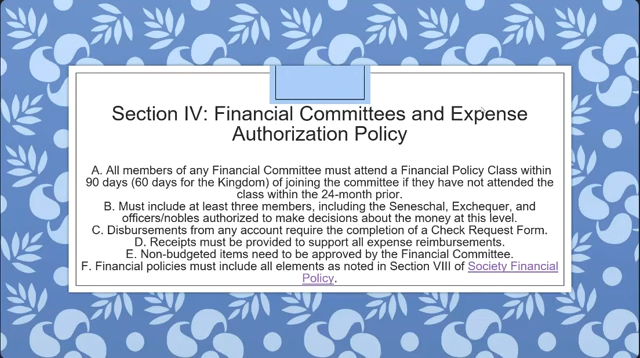 Section IV: Financial Committees and Expense
Authorization Policy
A. All members of any Financial Committee must attend a Financial Policy Class within
90 days (60 days for the Kingdom) of joining the committee if they have not attended the
class within the 24-month prior.
B. Must include at least three members, including the Seneschal, Exchequer, and
officers/nobles authorized to make decisions about the money at this level.
C. Disbursements from any account require the completion of a Check Request Form.
D. Receipts must be provided to support all expense reimbursements.
E. Non-budgeted items need to be approved by the Financial Committee.
F. Financial policies must include all elements as noted in Section VIII of Society Financial
Policy.